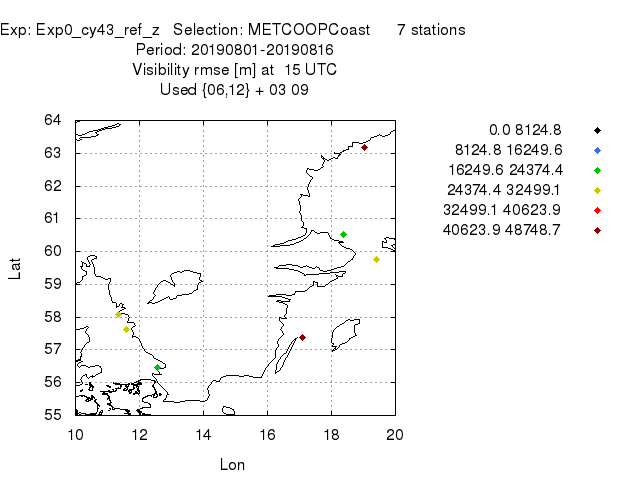 Exp: Exp0_cy43_ref_z Selection: METCOOPCoast 7 stations
Period: 20190801-20190816
Visibility rmse [m] at 15 UTC
Used {06,12} + 03 09
0.0 8124.8
8124.8 16249.6
16249.6 24374.4
24374.4 32499.1
32499.1 40623.9
40623.9 48748.7
64
63
62
61
60
59
58
57
56
55
Lat
10 12 14 16 18 20
Lon